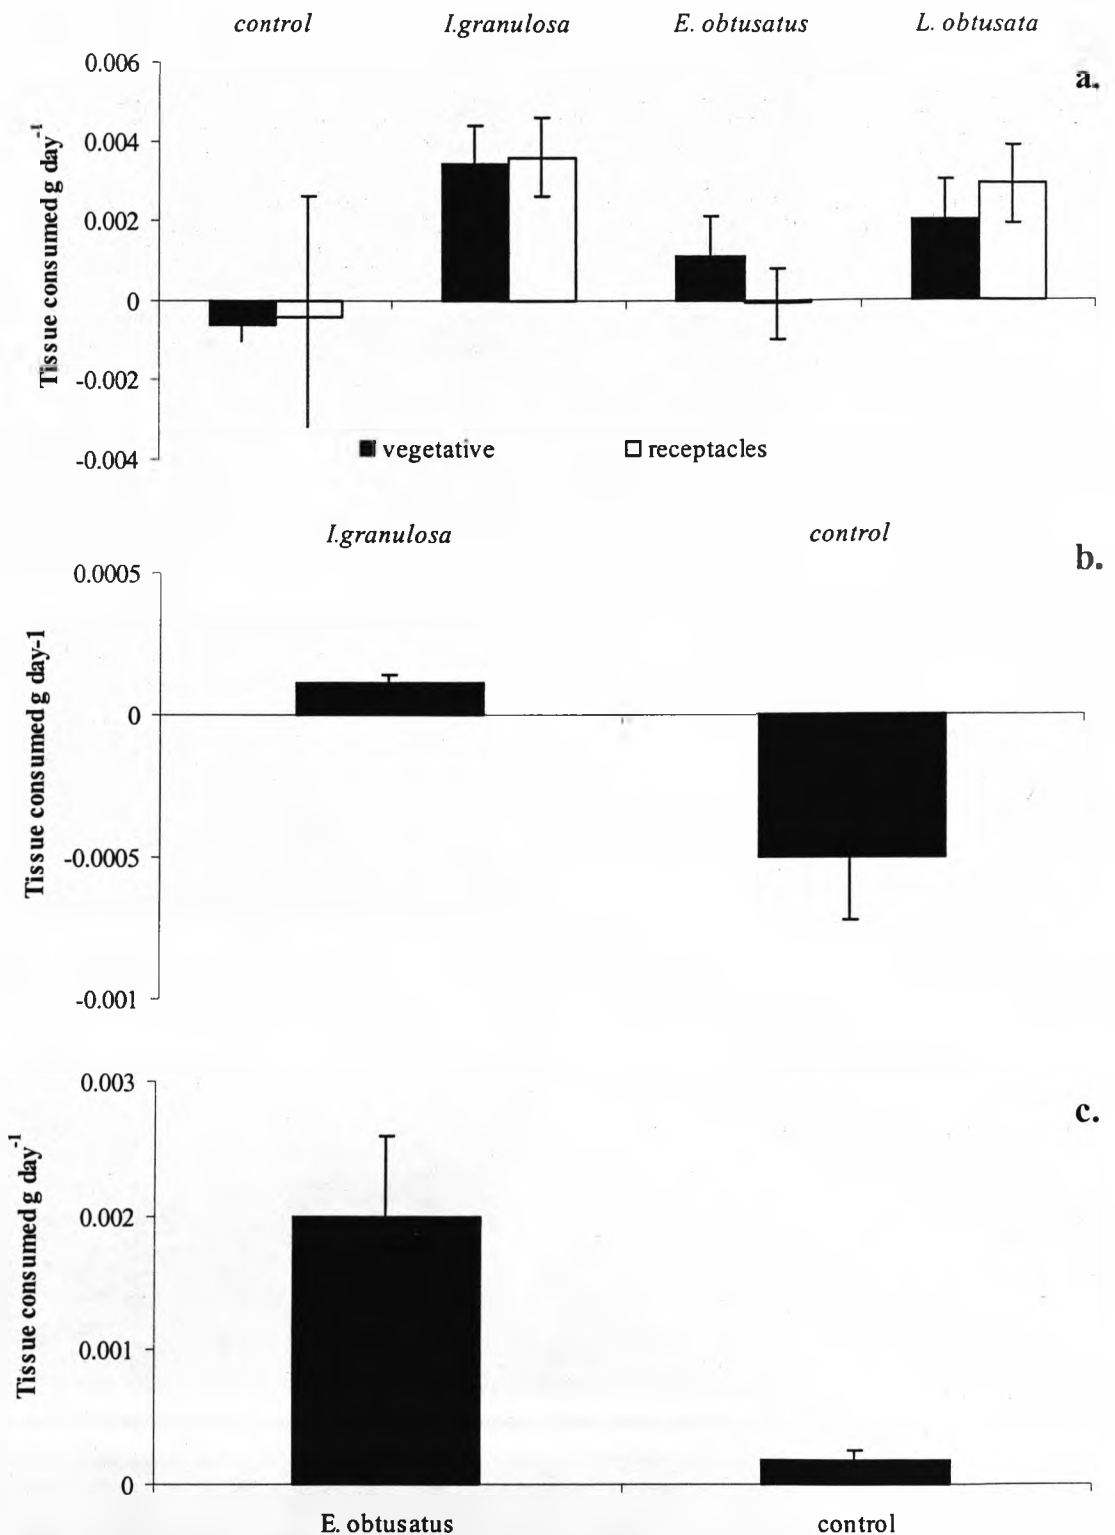 control I.granulosa E. obtusatus L. obtusata
a.
Tissue consumed g day-1
0.006
0.004
0.002
0
-0.002
-0.004
vegetative receptacles
I.granulosa control
b.
Tissue consumed g day-1
0.0005
0
-0.0005
-0.001
c.
Tissue consumed g day-1
0.003
0.002
0.001
0
E. obtusatus control